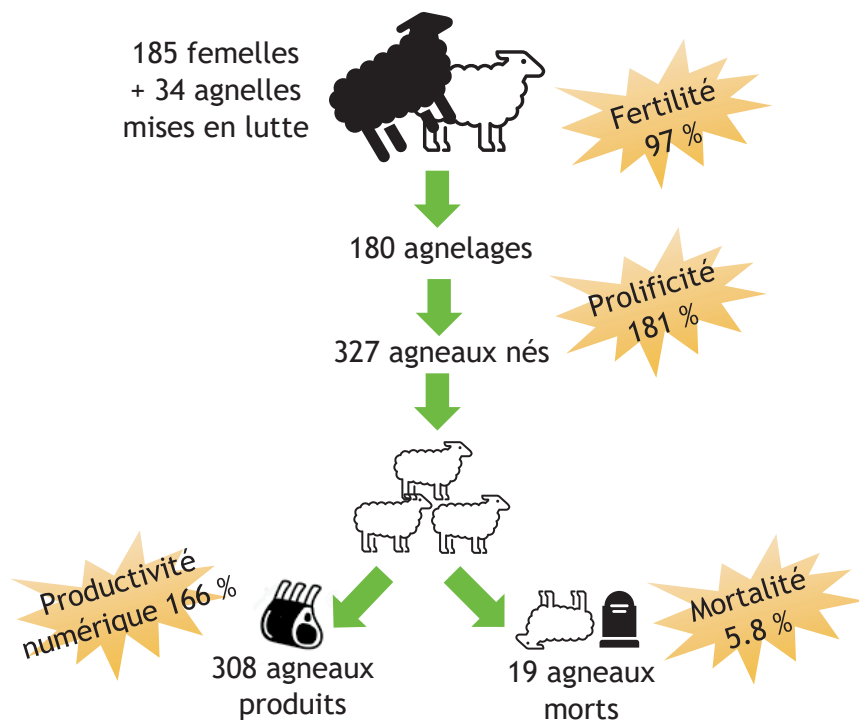 185 femelles
+ 34 agnelles
mises en lutte
Fertilité
97 %
180 agnelages
Prolificité
181 %
327 agneaux nés
Productivité
numérique 166 %
308 agneaux
produits
19 agneaux
morts
Mortalité
5.8 %